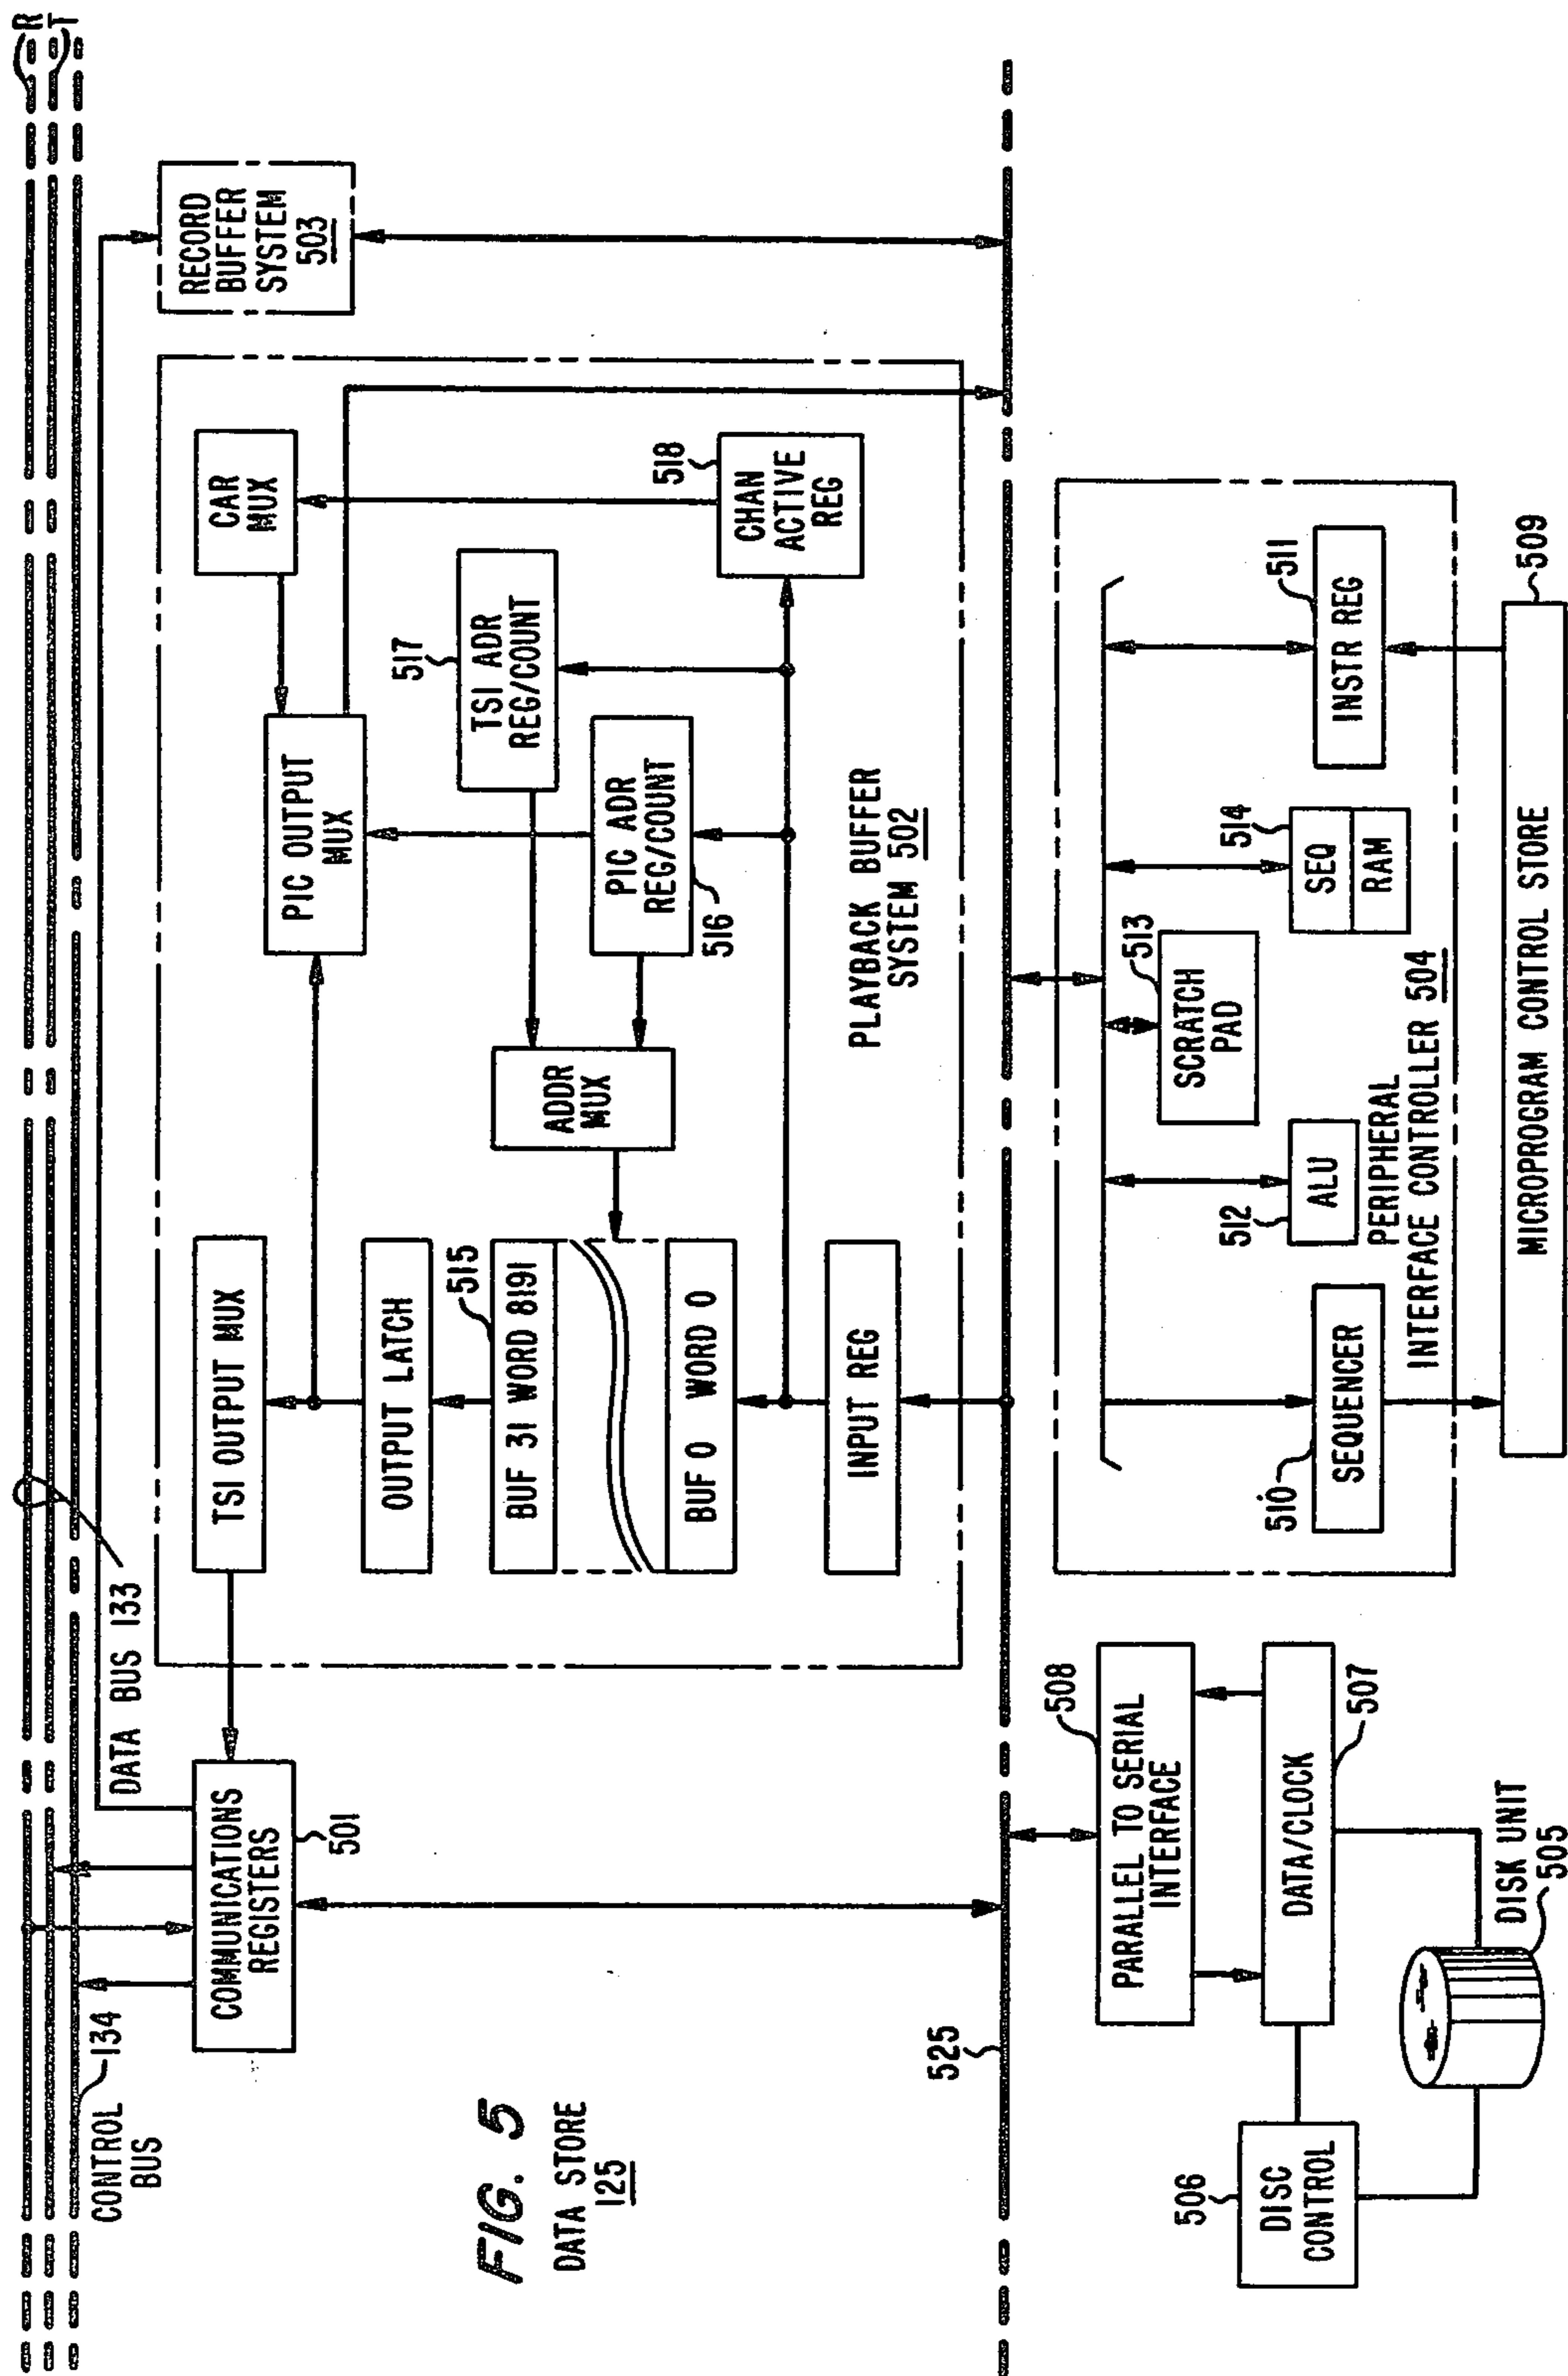 R
T
DATA BUS 133
CONTROL
BUS
134
COMMUNICATIONS
REGISTERS
501
RECORD
BUFFER
SYSTEM
503
TSI OUTPUT MUX
OUTPUT LATCH
515
BUF 31 WORD 8191
BUF 0 WORD 0
INPUT REG
ADDR
MUX
PIC OUTPUT
MUX
CAR
MUX
517
TSI ADR
REG/COUNT
PIC ADR
REG/COUNT
516
518
CHAN
ACTIVE
REG
PLAYBACK BUFFER
SYSTEM 502
FIG. 5
DATA STORE
125
525
508
PARALLEL TO SERIAL
INTERFACE
DATA/CLOCK
507
506
DISC
CONTROL
DISK UNIT
505
510
SEQUENCER
512
ALU
513
SCRATCH
PAD
514
SEQ
RAM
511
INSTR REG
PERIPHERAL
INTERFACE CONTROLLER 504
MICROPROGRAM CONTROL STORE
509